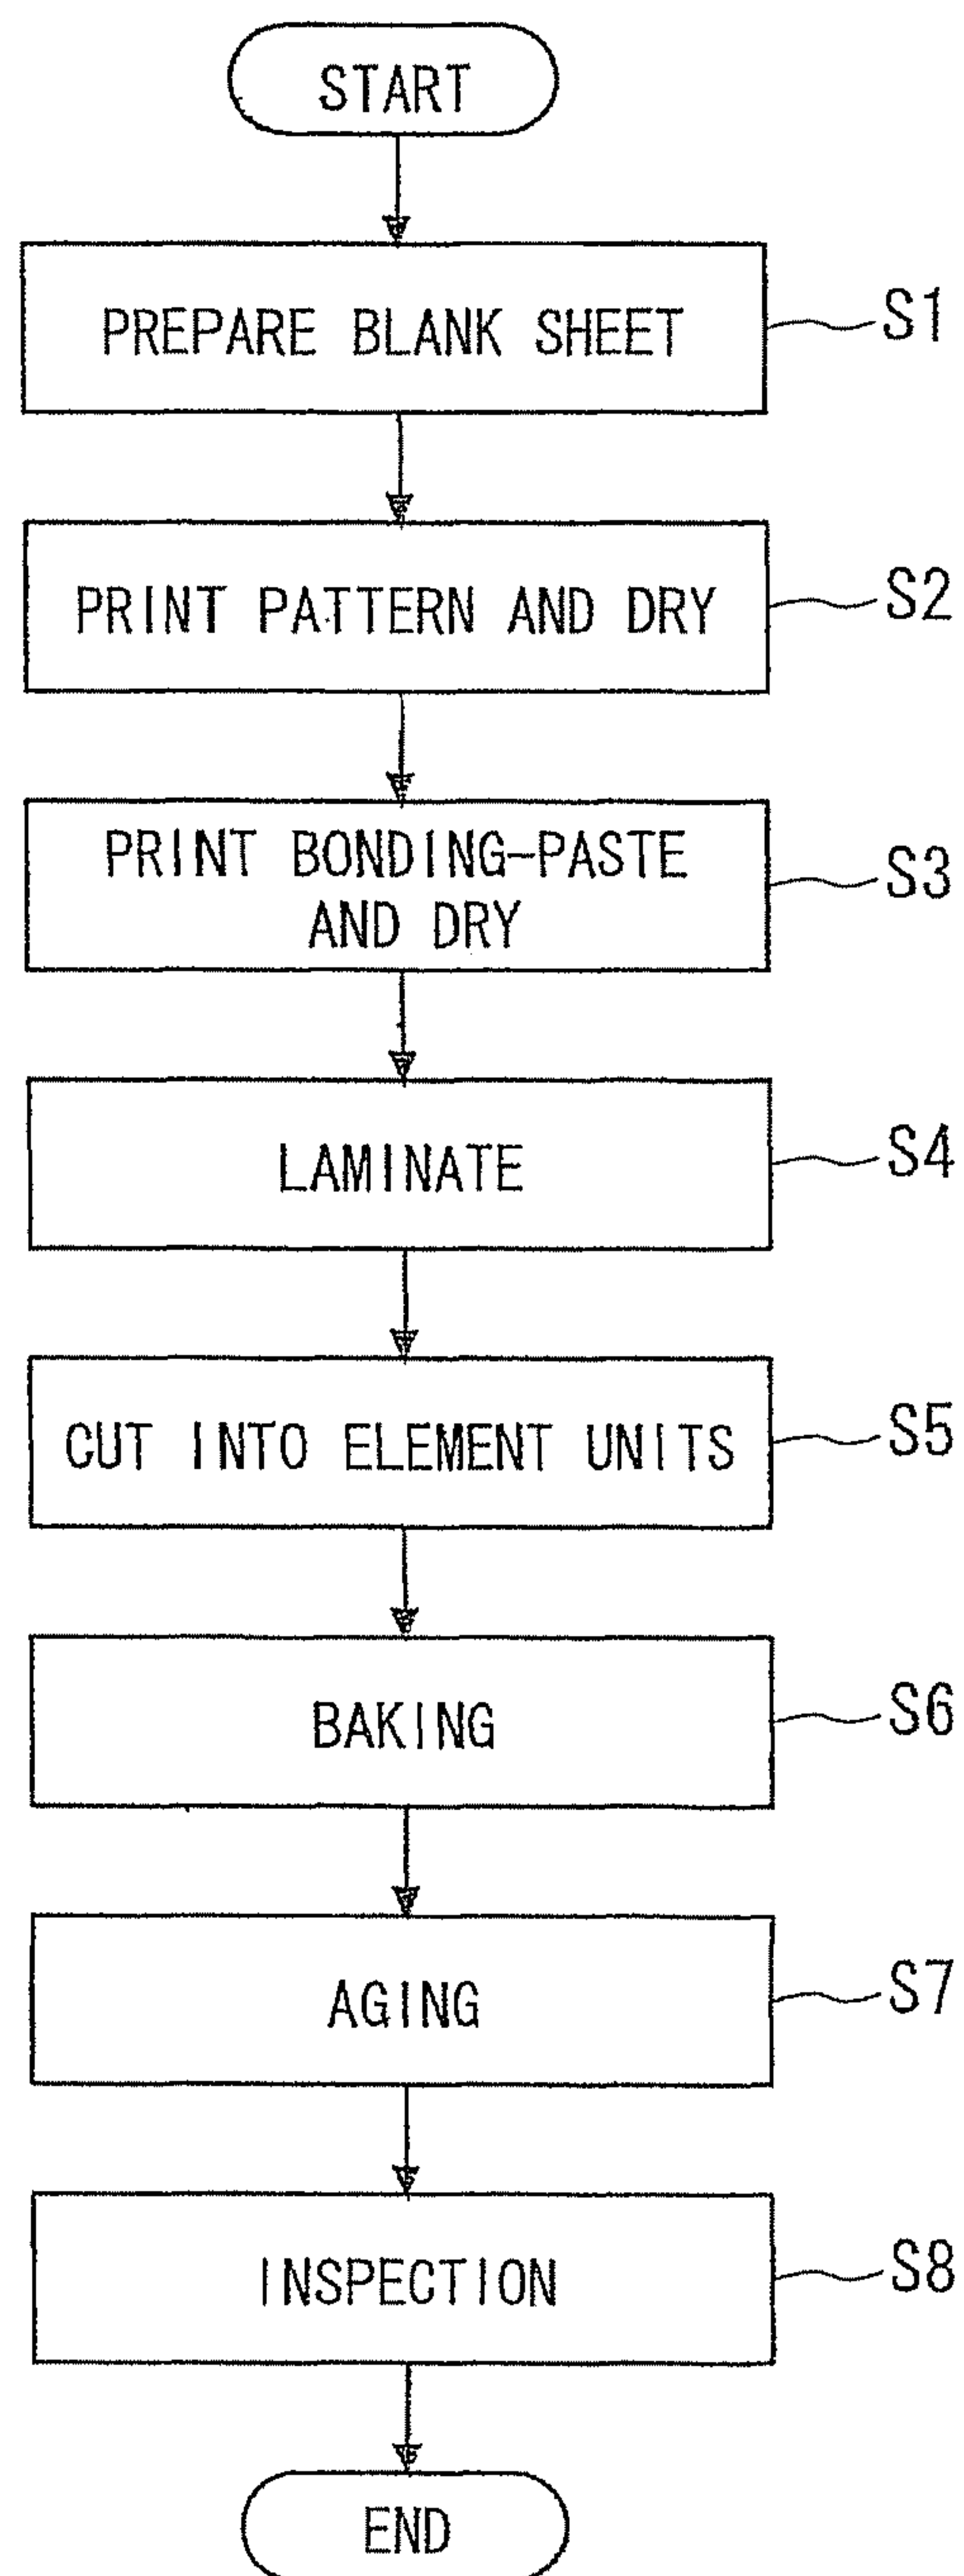 START
PREPARE BLANK SHEET
S1
PRINT PATTERN AND DRY
S2
PRINT BONDING-PASTE
AND DRY
S3
LAMINATE
S4
CUT INTO ELEMENT UNITS
S5
BAKING
S6
AGING
S7
INSPECTION
S8
END